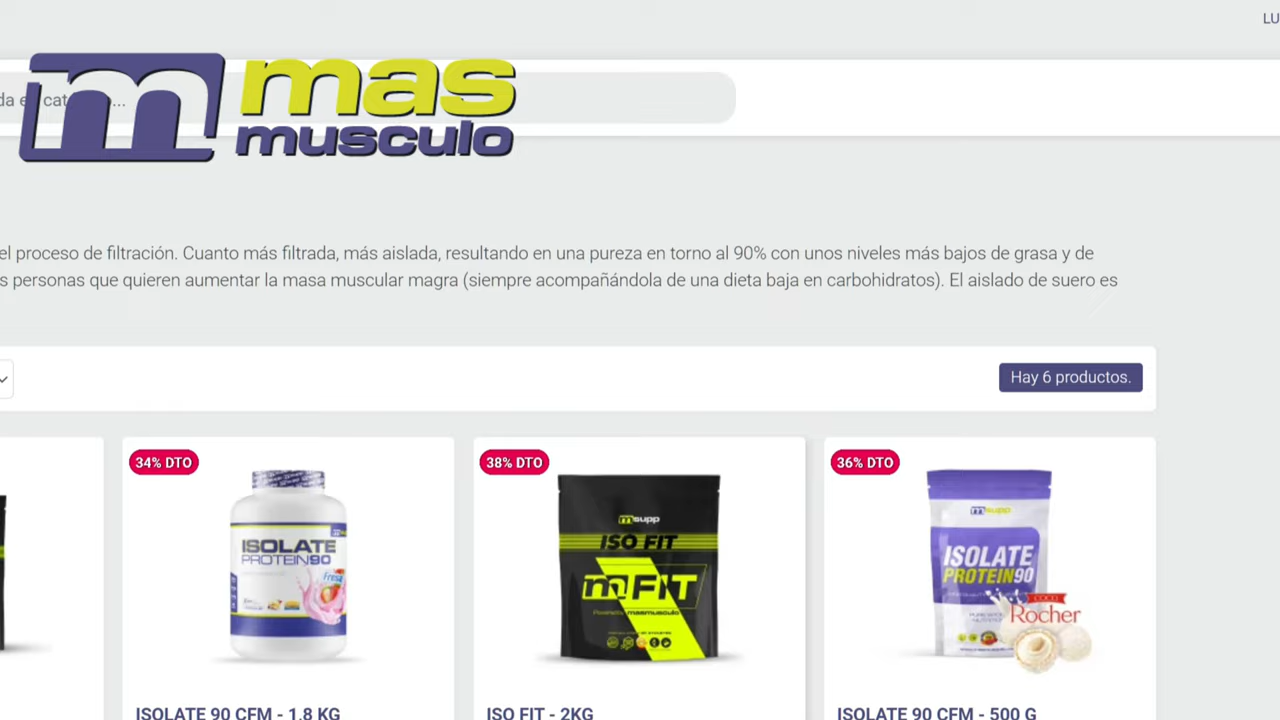 LU
mas
musculo
el proceso de filtración. Cuanto más filtrada, más aislada, resultando en una pureza en torno al 90% con unos niveles más bajos de grasa y de
s personas que quieren aumentar la masa muscular magra (siempre acompañándola de una dieta baja en carbohidratos). El aislado de suero es
Hay 6 productos.
34% DTO
38% DTO
36% DTO
ISOLATE
PROTEIN90
Fresa
msupp
ISO FIT
mFIT
masmusculo
msupp
ISOLATE
PROTEIN90
COCO
Rocher
ISOLATE 90 CFM - 1.8 KG
ISO FIT - 2KG
ISOLATE 90 CFM - 500 G